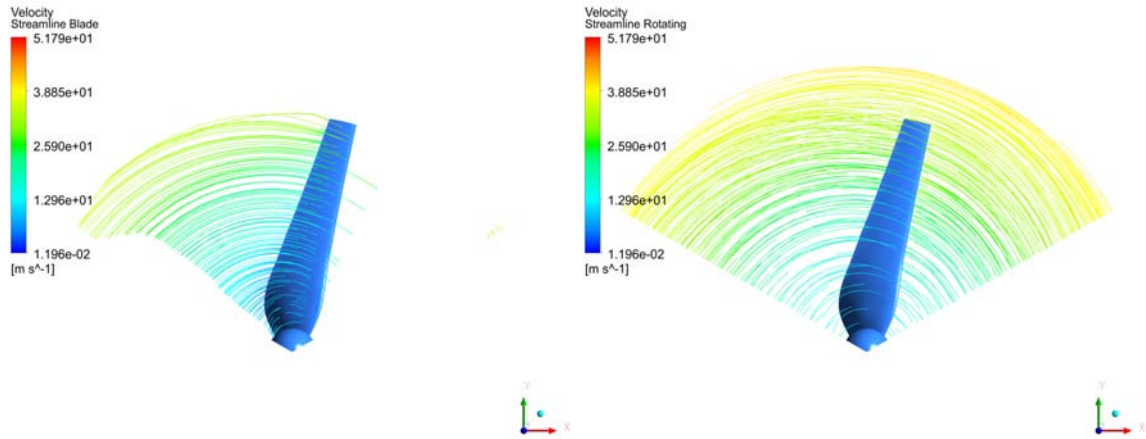 Velocity
Streamline Blade
5.179e+01
3.885e+01
2.590e+01
1.296e+01
1.196e-02
[m s^-1]
Y
X
Velocity
Streamline Rotating
5.179e+01
3.885e+01
2.590e+01
1.296e+01
1.196e-02
[m s^-1]
Y
X